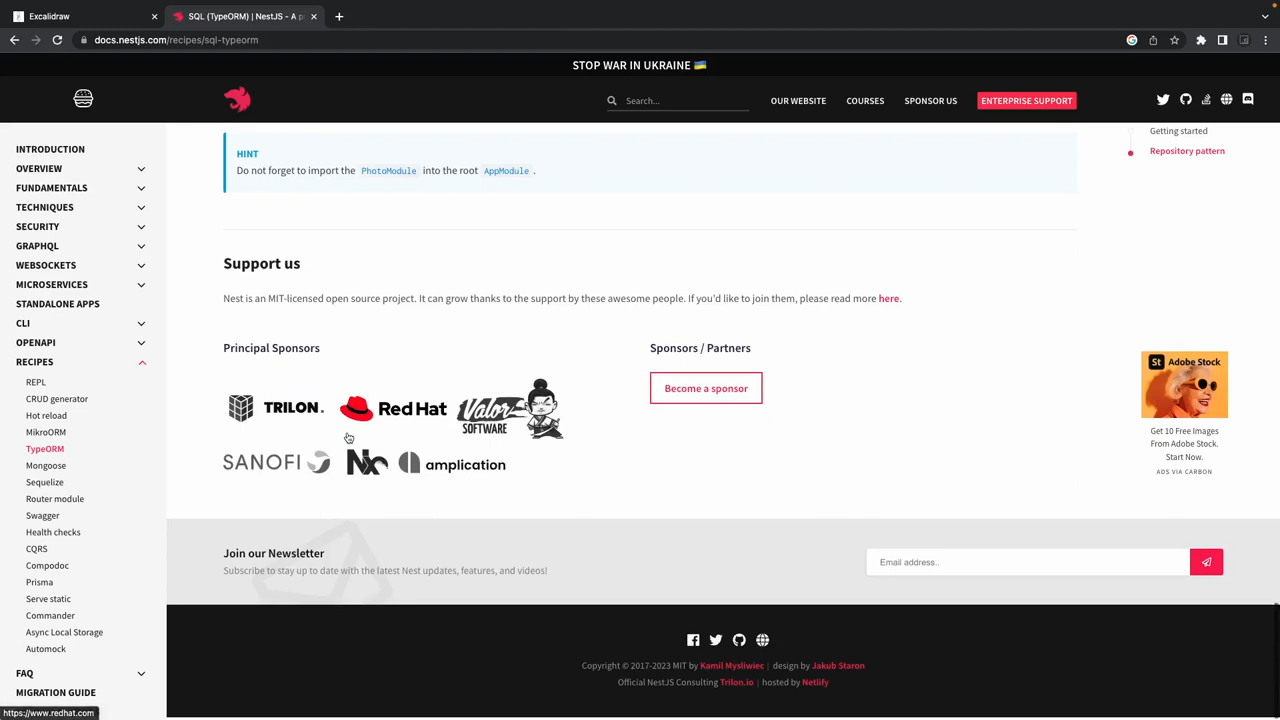 Excalidraw
SQL (TypeORM) | NestJS - A p
docs.nestjs.com/recipes/sql-typeorm
STOP WAR IN UKRAINE 🇺🇦
Search...
OUR WEBSITE
COURSES
SPONSOR US
ENTERPRISE SUPPORT
INTRODUCTION
OVERVIEW
FUNDAMENTALS
TECHNIQUES
SECURITY
GRAPHQL
WEBSOCKETS
MICROSERVICES
STANDALONE APPS
CLI
OPENAPI
RECIPES
REPL
CRUD generator
Hot reload
MikroORM
TypeORM
Mongoose
Sequelize
Router module
Swagger
Health checks
CQRS
Compodoc
Prisma
Serve static
Commander
Async Local Storage
Automock
FAQ
MIGRATION GUIDE
https://www.redhat.com
HINT
Do not forget to import the PhotoModule into the root AppModule .
Support us
Nest is an MIT-licensed open source project. It can grow thanks to the support by these awesome people. If you'd like to join them, please read more here.
Principal Sponsors
TRILON.
Red Hat
Valor
SOFTWARE
SANOFI
Nx
amplication
Sponsors / Partners
Become a sponsor
Getting started
Repository pattern
St Adobe Stock
Get 10 Free Images
From Adobe Stock.
Start Now.
ADS VIA CARBON
Join our Newsletter
Subscribe to stay up to date with the latest Nest updates, features, and videos!
Email address..
Copyright © 2017-2023 MIT by Kamil Mysliwiec | design by Jakub Staron
Official NestJS Consulting Trilon.io | hosted by Netlify